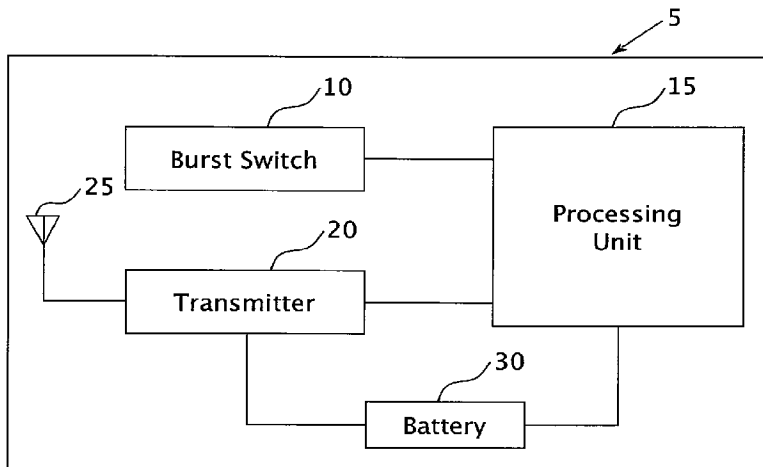 5
10
15
Burst Switch
25
Processing
Unit
20
Transmitter
30
Battery